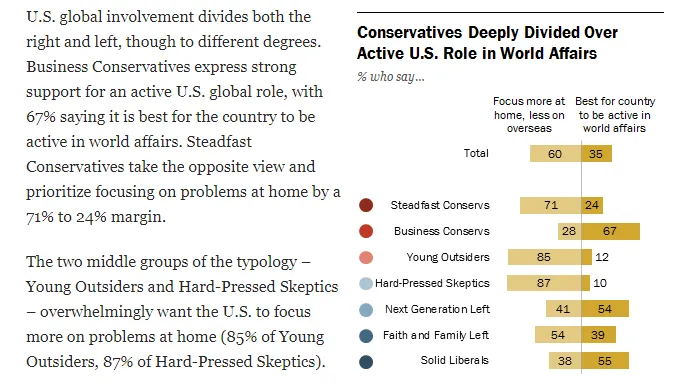 U.S. global involvement divides both the
right and left, though to different degrees.
Business Conservatives express strong
support for an active U.S. global role, with
67% saying it is best for the country to be
active in world affairs. Steadfast
Conservatives take the opposite view and
prioritize focusing on problems at home by a
71% to 24% margin.
The two middle groups of the typology –
Young Outsiders and Hard-Pressed Skeptics
– overwhelmingly want the U.S. to focus
more on problems at home (85% of Young
Outsiders, 87% of Hard-Pressed Skeptics).
Conservatives Deeply Divided Over
Active U.S. Role in World Affairs
% who say...
Focus more at
home, less on
overseas
Best for country
to be active in
world affairs
Total 60 35
Steadfast Conservs 71 24
Business Conservs 28 67
Young Outsiders 85 12
Hard-Pressed Skeptics 87 10
Next Generation Left 41 54
Faith and Family Left 54 39
Solid Liberals 38 55